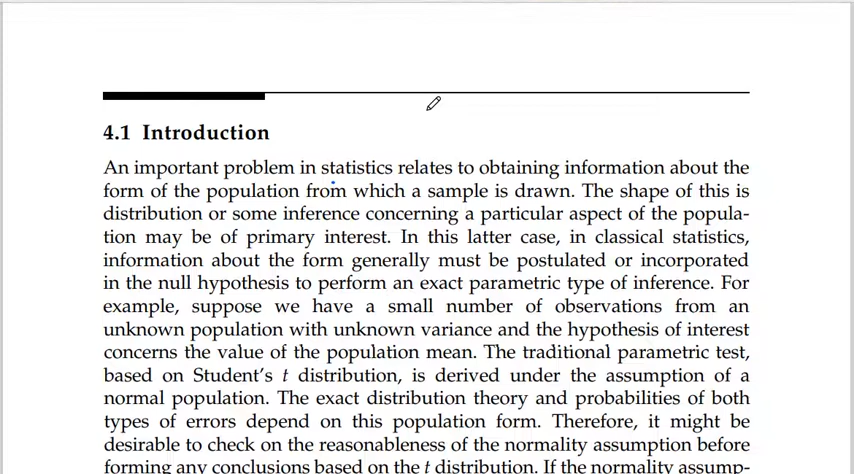 4.1 Introduction
An important problem in statistics relates to obtaining information about the
form of the population from which a sample is drawn. The shape of this is
distribution or some inference concerning a particular aspect of the popula-
tion may be of primary interest. In this latter case, in classical statistics,
information about the form generally must be postulated or incorporated
in the null hypothesis to perform an exact parametric type of inference. For
example, suppose we have a small number of observations from an
unknown population with unknown variance and the hypothesis of interest
concerns the value of the population mean. The traditional parametric test,
based on Student's t distribution, is derived under the assumption of a
normal population. The exact distribution theory and probabilities of both
types of errors depend on this population form. Therefore, it might be
desirable to check on the reasonableness of the normality assumption before
forming any conclusions based on the t distribution. If the normality assump-